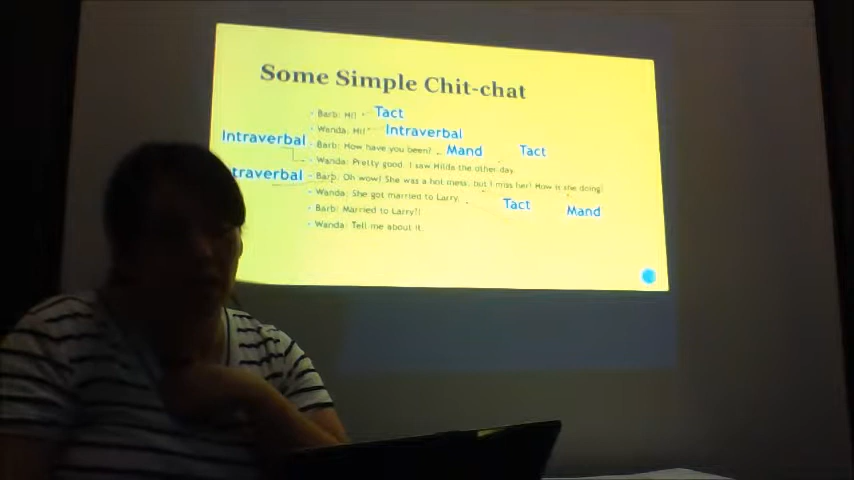 Some Simple Chit-chat
Barb: Hi! Tact
Wanda: Hi! Intraverbal
Intraverbal Barb: How have you been? Mand Tact
Wanda: Pretty good. I saw Hilda the other day.
traverbal Barb: Oh wow! She was a hot mess, but I miss her! How is she doing?
Wanda: She got married to Larry. Tact Mand
Barb: Married to Larry?!
Wanda: Tell me about it.